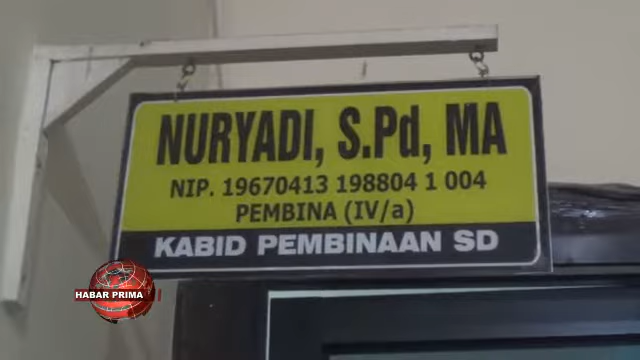 NURYADI, S.Pd, MA
NIP. 19670413 198804 1 004
PEMBINA (IV/a)
KABID PEMBINAAN SD
HABAR PRIMA